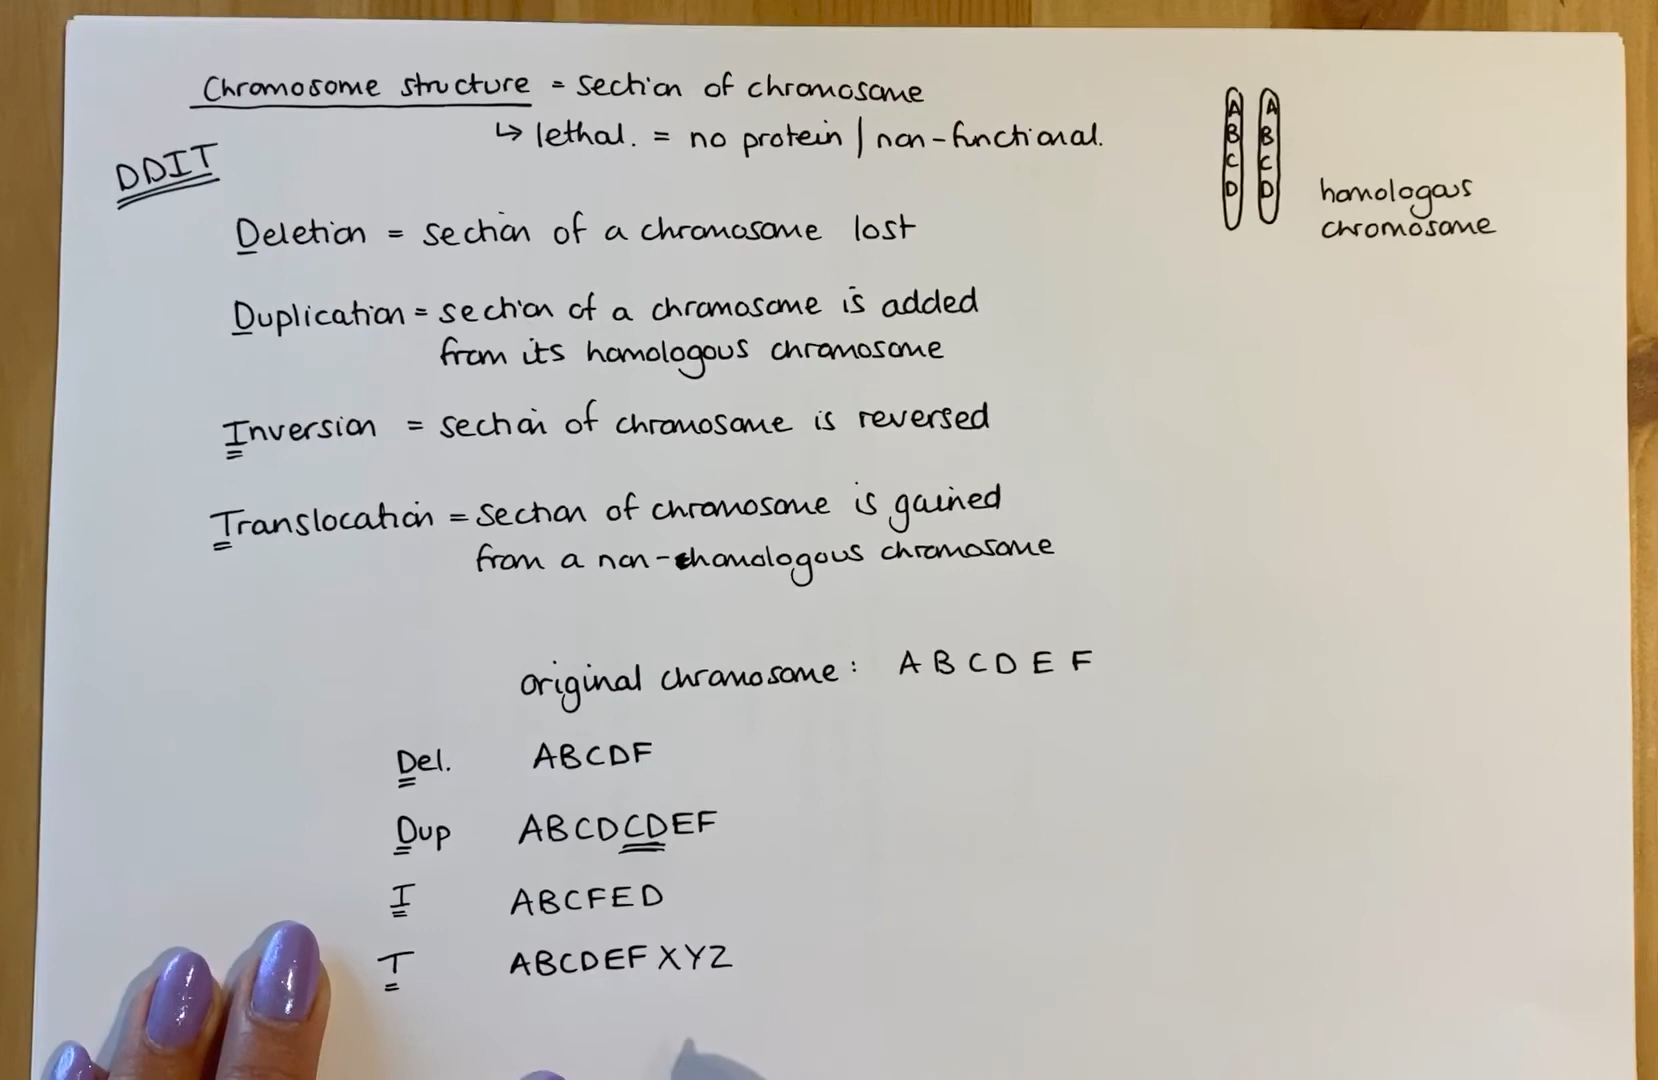 Chromosome structure = section of chromosome
↳ lethal. = no protein / non-functional.
DDIT
Deletion = section of a chromosome lost
Duplication = section of a chromosome is added
from its homologous chromosome
Inversion = section of chromosome is reversed
Translocation = section of chromosome is gained
from a non-homologous chromosome
A A
B B
C C
D D
homologous
chromosome
original chromosome: A B C D E F
Del. ABCDF
Dup ABCDCDEF
I ABCFED
T ABCDEF XYZ